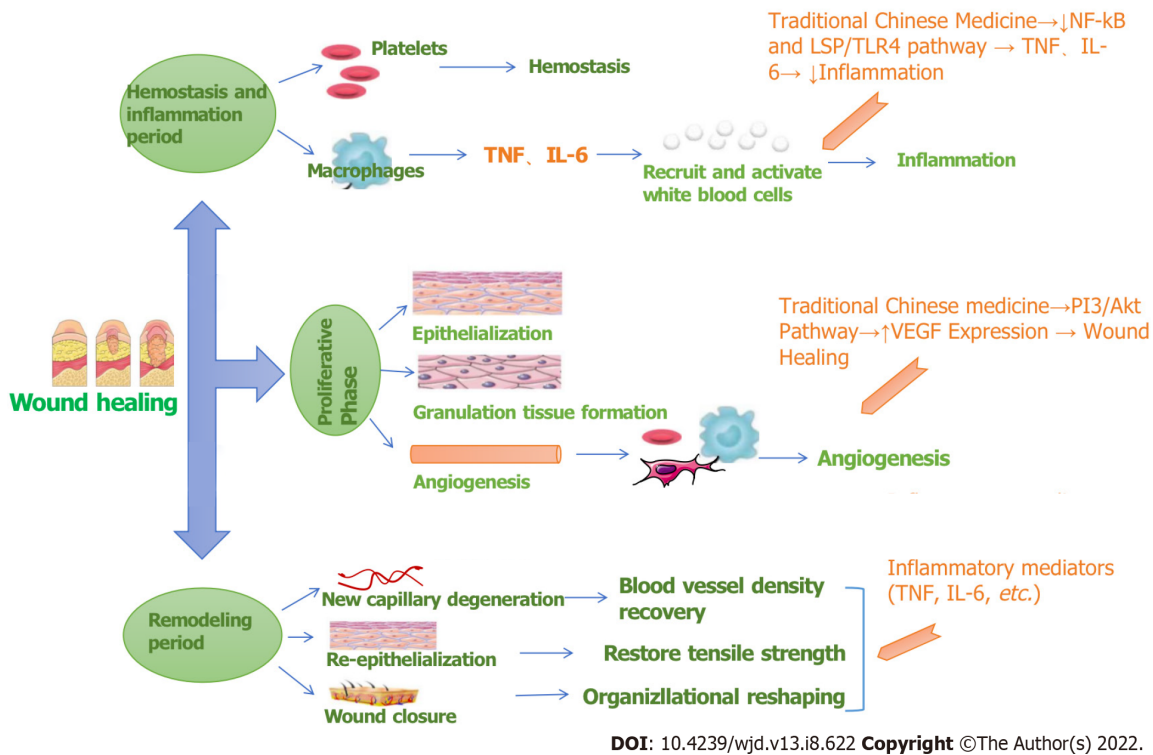 Traditional Chinese Medicine→↓NF-kB
and LSP/TLR4 pathway → TNF、IL-
6→ ↓Inflammation
Platelets
Hemostasis
Hemostasis and
inflammation
period
Macrophages
TNF、IL-6
Recruit and activate
white blood cells
Inflammation
Wound healing
Proliferative
Phase
Epithelialization
Granulation tissue formation
Angiogenesis
Angiogenesis
Traditional Chinese medicine→PI3/Akt
Pathway→↑VEGF Expression → Wound
Healing
Remodeling
period
New capillary degeneration
Blood vessel density
recovery
Re-epithelialization
Restore tensile strength
Wound closure
Organizllational reshaping
Inflammatory mediators
(TNF, IL-6, etc.)
DOI: 10.4239/wjd.v13.i8.622 Copyright ©The Author(s) 2022.